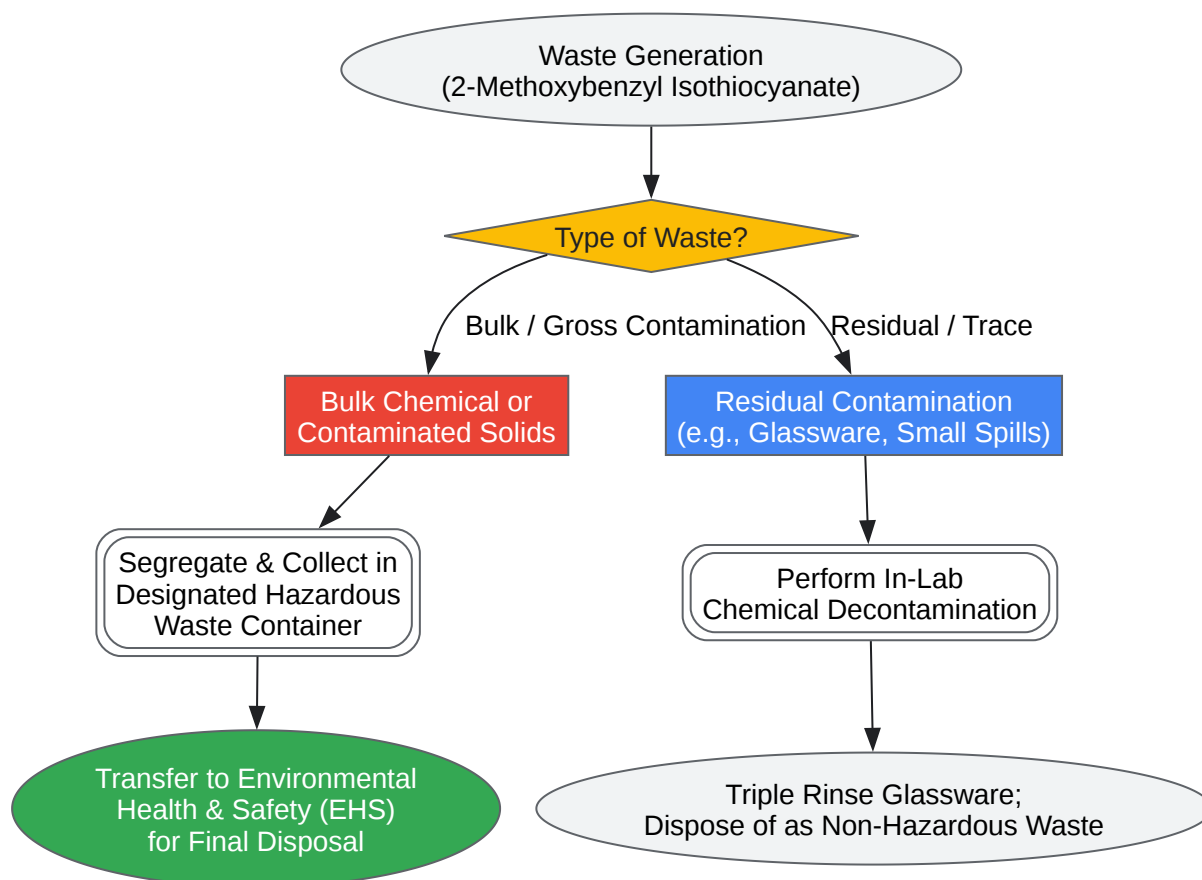 Waste Generation
(2-Methoxybenzyl Isothiocyanate)
Type of Waste?
Bulk / Gross Contamination
Residual / Trace
Bulk Chemical or
Contaminated Solids
Residual Contamination
(e.g., Glassware, Small Spills)
Segregate & Collect in
Designated Hazardous
Waste Container
Perform In-Lab
Chemical Decontamination
Transfer to Environmental
Health & Safety (EHS)
for Final Disposal
Triple Rinse Glassware;
Dispose of as Non-Hazardous Waste